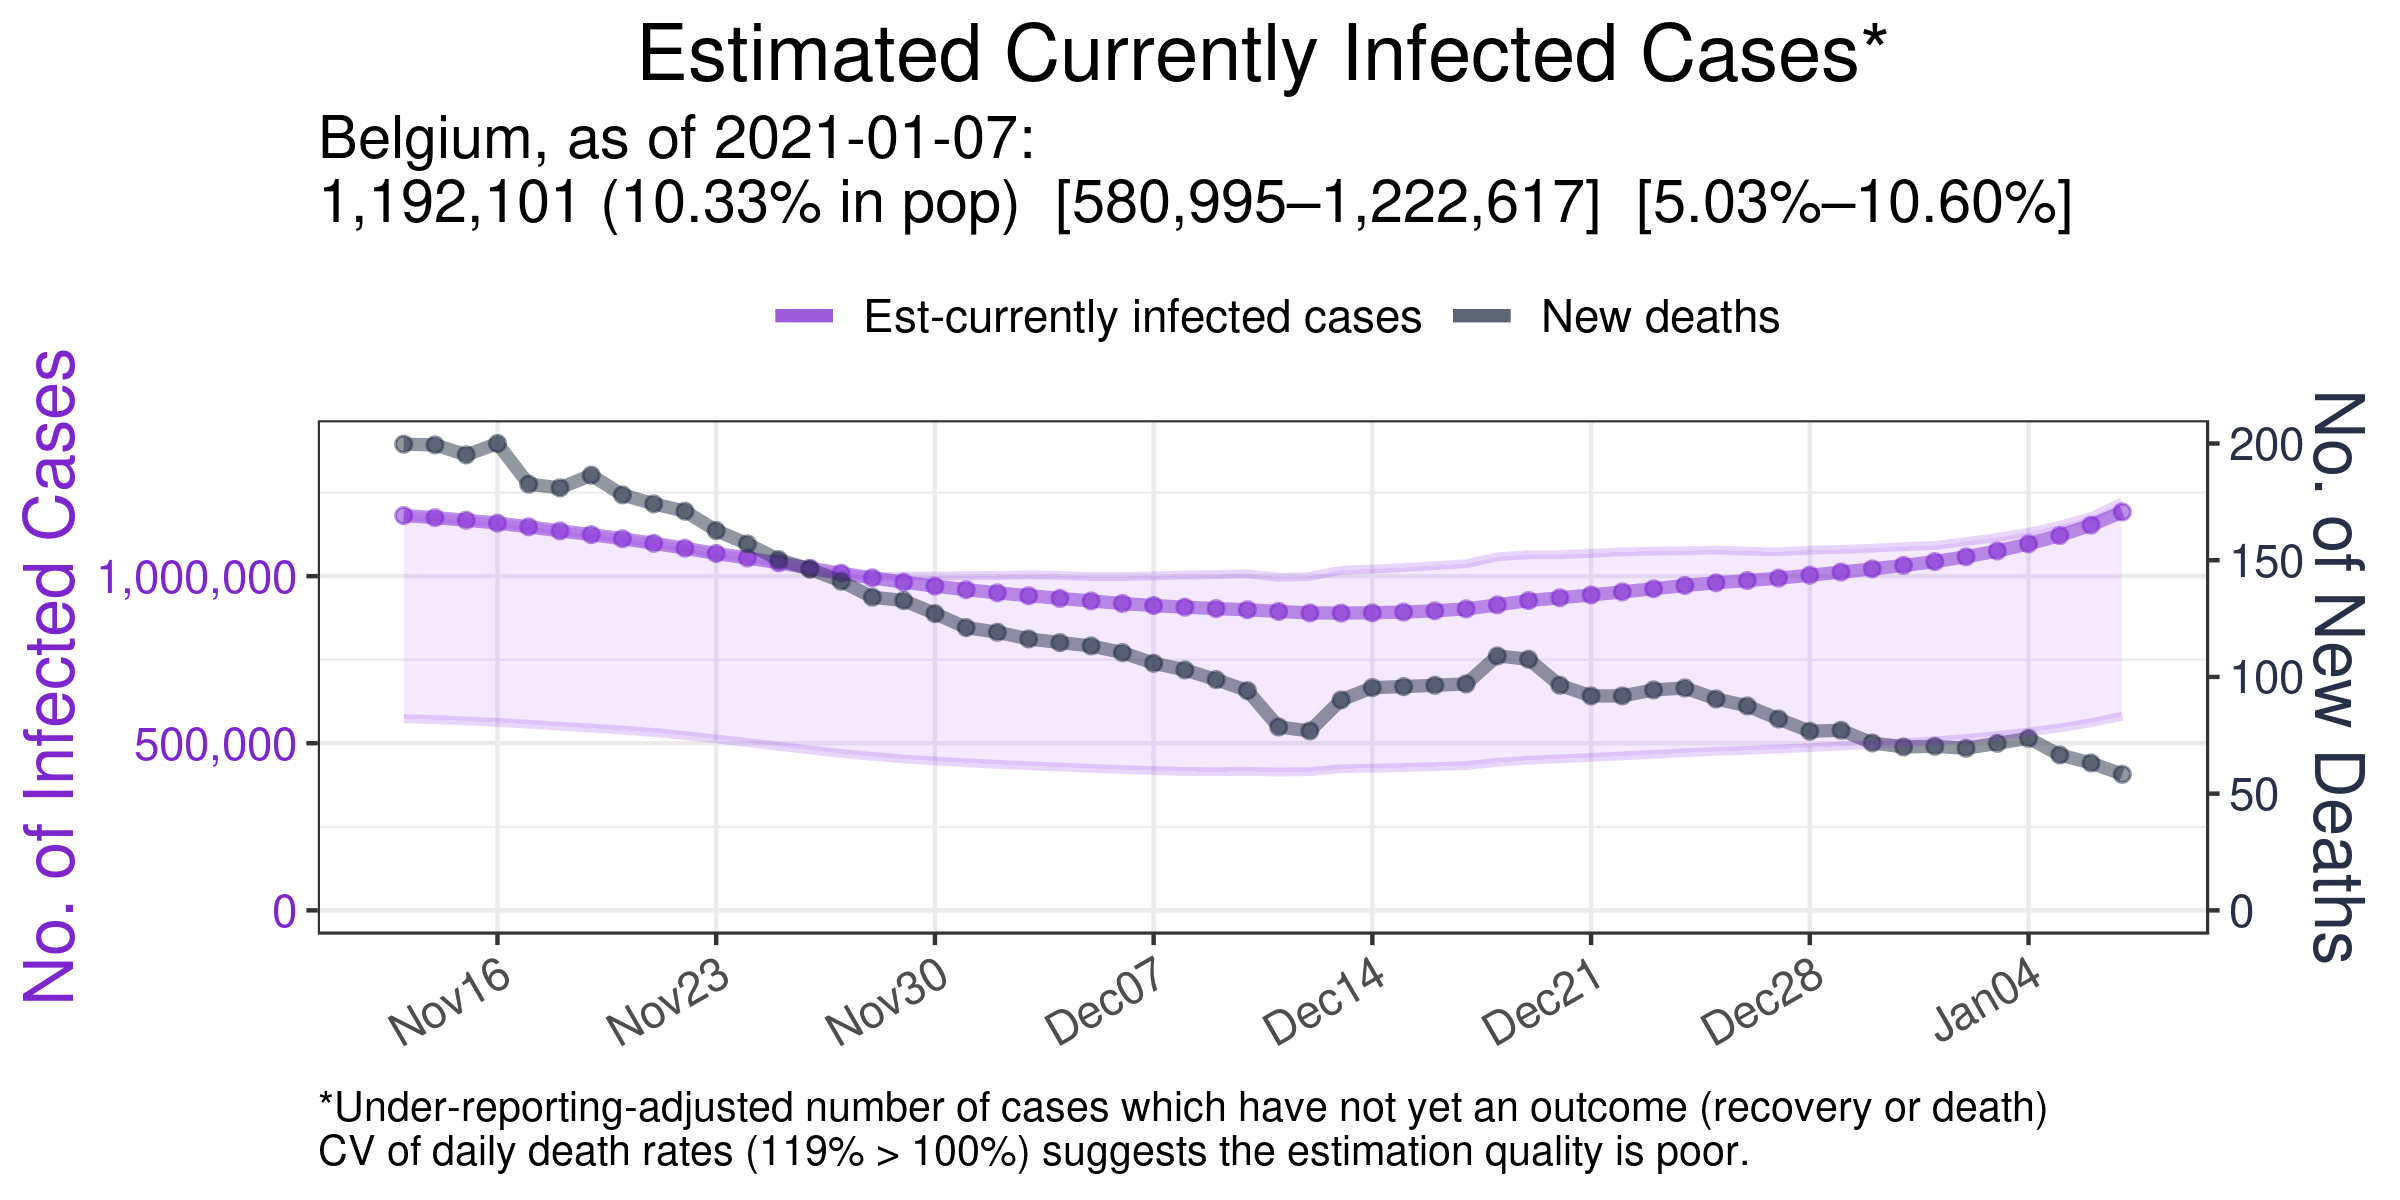 Estimated Currently Infected Cases*
Belgium, as of 2021-01-07:
1,192,101 (10.33% in pop)  [580,995–1,222,617]  [5.03%–10.60%]
Est-currently infected cases
New deaths
No. of Infected Cases
1,000,000
500,000
0
No. of New Deaths
200
150
100
50
0
Nov16
Nov23
Nov30
Dec07
Dec14
Dec21
Dec28
Jan04
*Under-reporting-adjusted number of cases which have not yet an outcome (recovery or death)
CV of daily death rates (119% > 100%) suggests the estimation quality is poor.